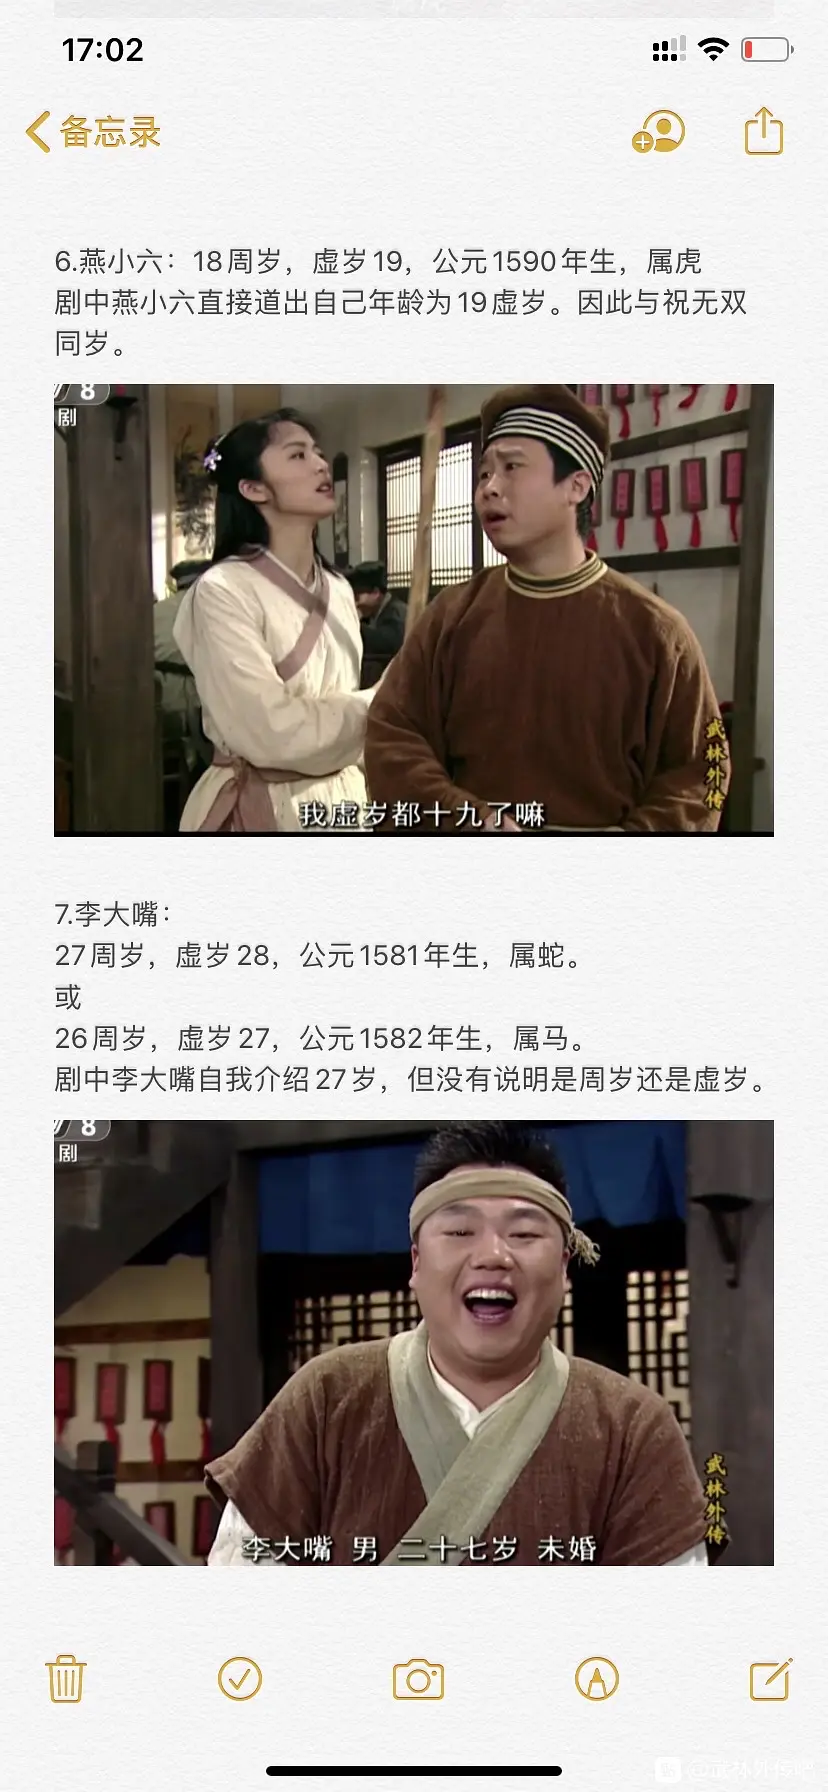 17:02
备忘录
6.燕小六：18周岁，虚岁19，公元1590年生，属虎
剧中燕小六直接道出自己年龄为19虚岁。因此与祝无双
同岁。
8
剧
武林外传
我虚岁都十九了嘛
7.李大嘴：
27周岁，虚岁28，公元1581年生，属蛇。
或
26周岁，虚岁27，公元1582年生，属马。
剧中李大嘴自我介绍27岁，但没有说明是周岁还是虚岁。
8
剧
武林外传
李大嘴 男 二十七岁 未婚
@武林外传吧